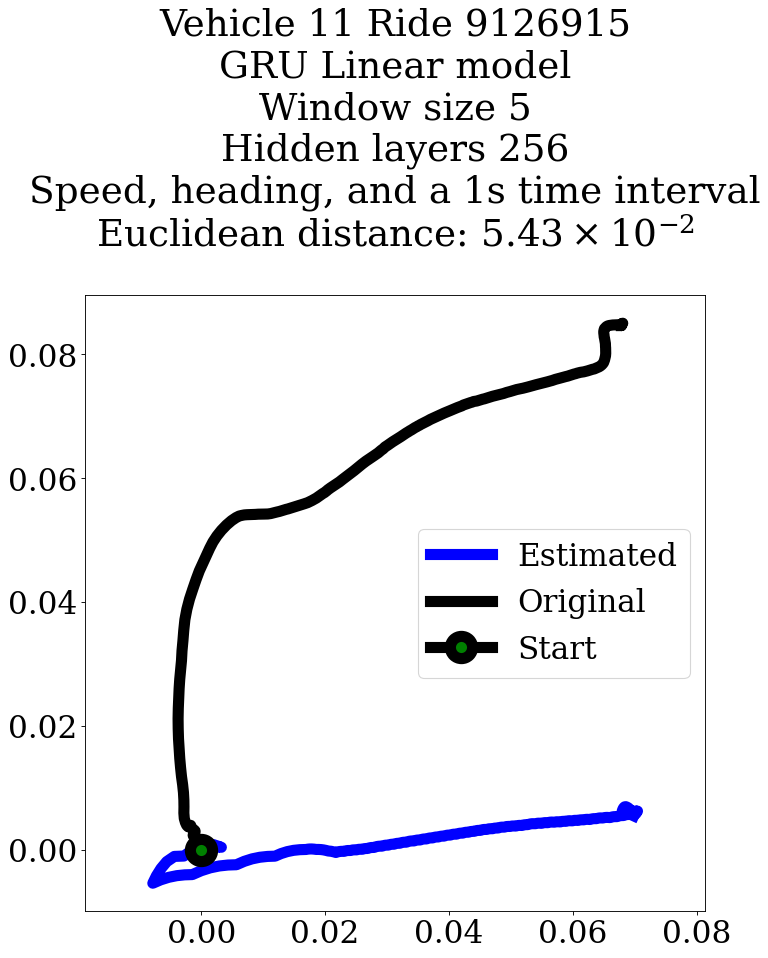 Vehicle 11 Ride 9126915
GRU Linear model
Window size 5
Hidden layers 256
Speed, heading, and a 1s time interval
Euclidean distance: 5.43 × 10⁻²
0.08
0.06
0.04
0.02
0.00
Estimated
Original
Start
0.00 0.02 0.04 0.06 0.08